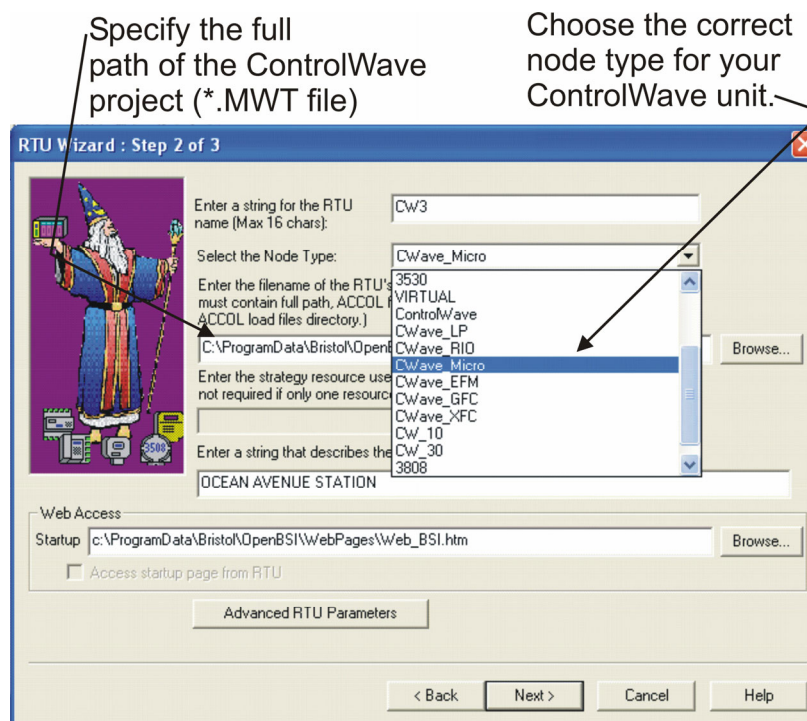 Specify the full
path of the ControlWave
project (*.MWT file)
Choose the correct
node type for your
ControlWave unit.
RTU Wizard : Step 2 of 3
Enter a string for the RTU
name (Max 16 chars):
CW3
Select the Node Type:
CWave_Micro
3530
VIRTUAL
ControlWave
CWave_LP
CWave_RIO
CWave_Micro
CWave_EFM
CWave_GFC
CWave_XFC
CW_10
CW_30
3808
Enter the filename of the RTU's
must contain full path, ACCOL
ACCOL load files directory.)
C:\ProgramData\Bristol\Open
Browse...
Enter the strategy resource use
not required if only one resourc
Enter a string that describes the
OCEAN AVENUE STATION
3508
Web Access
Startup c:\ProgramData\Bristol\OpenBSI\WebPages\Web_BSI.htm
Browse...
Access startup page from RTU
Advanced RTU Parameters
< Back Next > Cancel Help